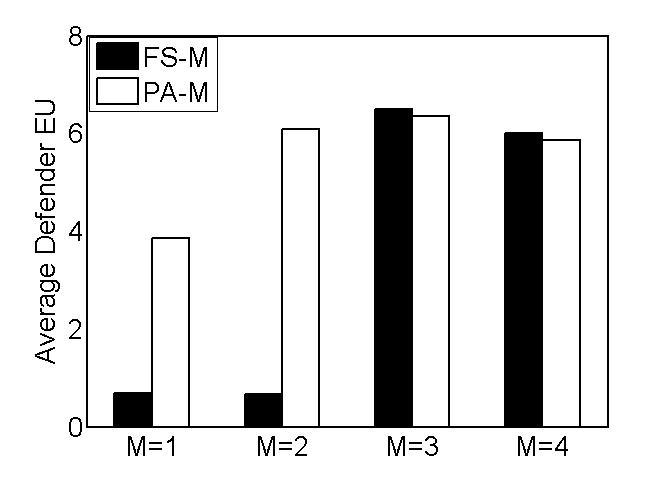 8
6
4
2
0
Average Defender EU
FS-M
PA-M
M=1
M=2
M=3
M=4